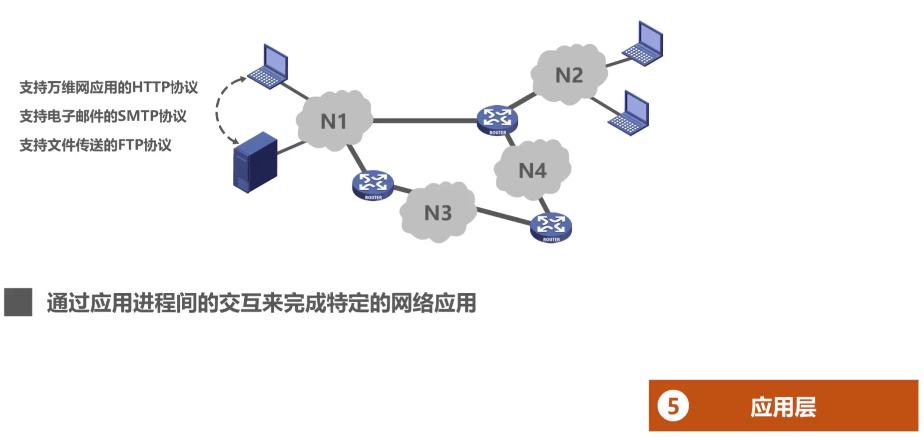 支持万维网应用的HTTP协议
支持电子邮件的SMTP协议
支持文件传送的FTP协议
N1
N2
ROUTER
N4
ROUTER
N3
ROUTER
通过应用进程间的交互来完成特定的网络应用
5 应用层